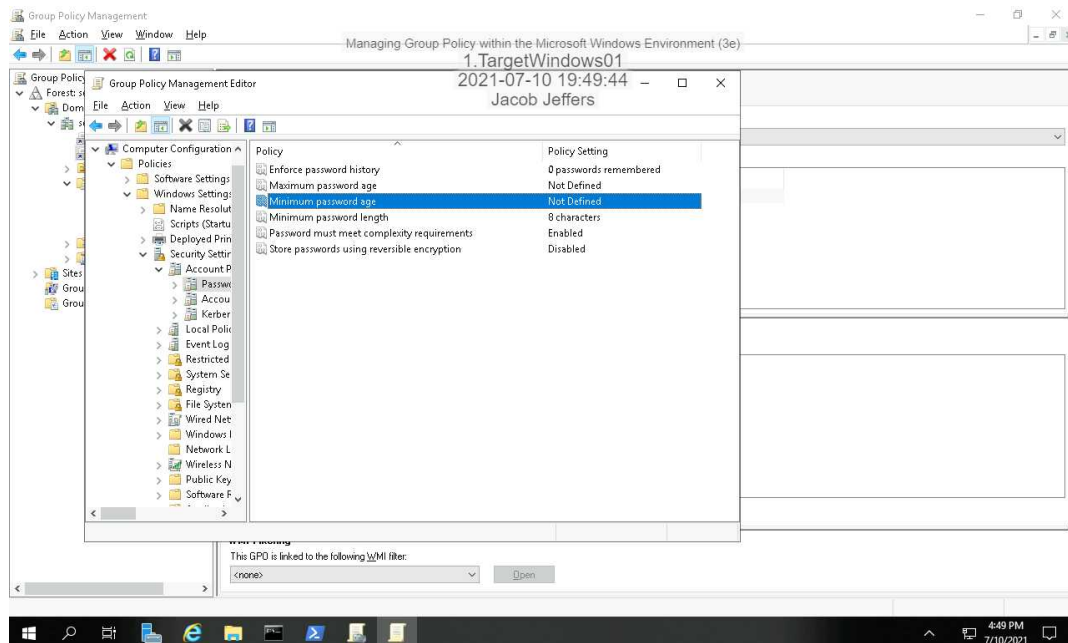 Group Policy Management
File Action View Window Help
Managing Group Policy within the Microsoft Windows Environment (3e)
1.TargetWindows01
2021-07-10 19:49:44
Jacob Jeffers
Group Policy
Forest: s
Dom
s
Sites
Grou
Grou
Group Policy Management Editor
File Action View Help
Computer Configuration
Policies
Software Settings
Windows Settings
Name Resolut
Scripts (Startu
Deployed Prin
Security Settin
Account P
Passwo
Accou
Kerber
Local Polic
Event Log
Restricted
System Se
Registry
File System
Wired Net
Windows
Network L
Wireless N
Public Key
Software R
Policy Policy Setting
Enforce password history 0 passwords remembered
Maximum password age Not Defined
Minimum password age Not Defined
Minimum password length 8 characters
Password must meet complexity requirements Enabled
Store passwords using reversible encryption Disabled
WMI Filtering
This GPO is linked to the following WMI filter:
<none> Open
4:49 PM
7/10/2021